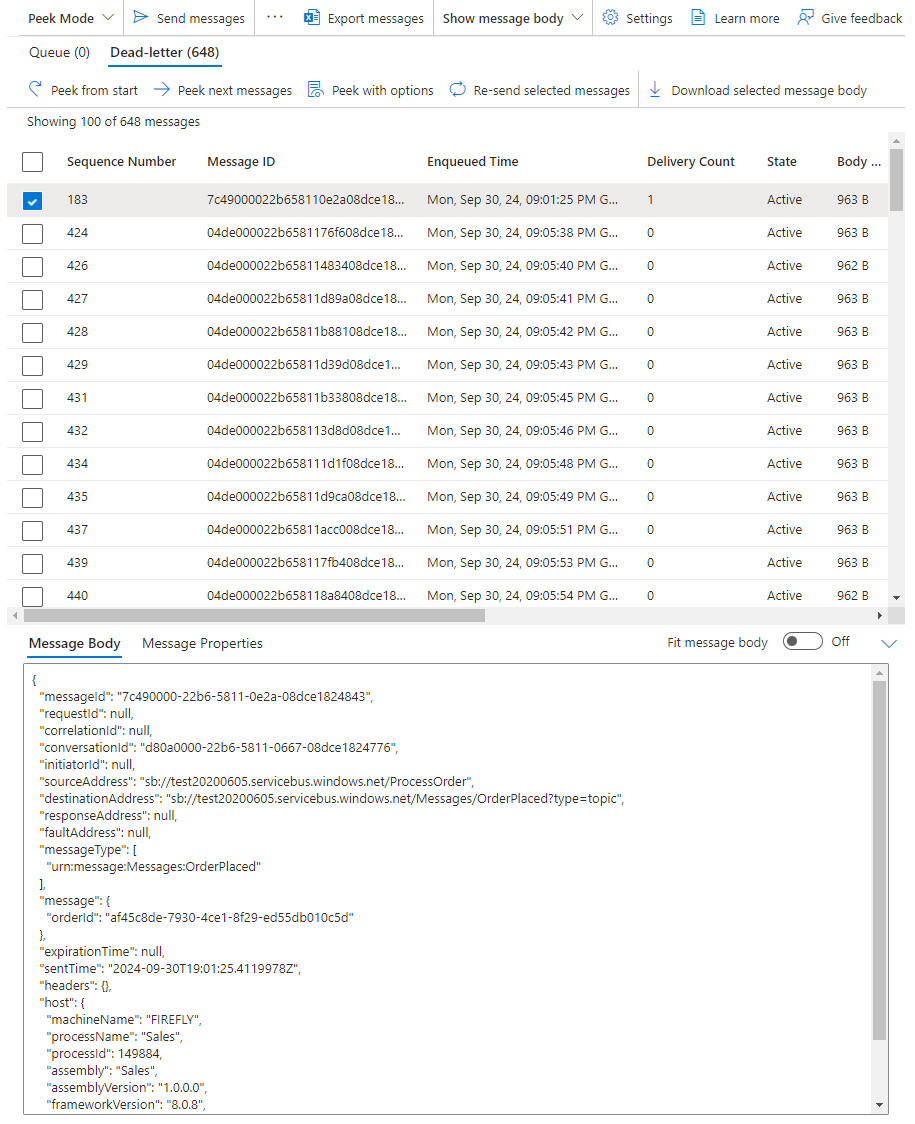 Peek Mode Send messages ··· Export messages Show message body Settings Learn more Give feedback
Queue (0) Dead-letter (648)
Peek from start Peek next messages Peek with options Re-send selected messages Download selected message body
Showing 100 of 648 messages
Sequence Number Message ID Enqueued Time Delivery Count State Body ...
183 7c49000022b658110e2a08dce18... Mon, Sep 30, 24, 09:01:25 PM G... 1 Active 963 B
424 04de000022b6581176f608dce18... Mon, Sep 30, 24, 09:05:38 PM G... 0 Active 963 B
426 04de000022b65811483408dce18... Mon, Sep 30, 24, 09:05:40 PM G... 0 Active 962 B
427 04de000022b65811d89a08dce18... Mon, Sep 30, 24, 09:05:41 PM G... 0 Active 963 B
428 04de000022b65811b88108dce18... Mon, Sep 30, 24, 09:05:42 PM G... 0 Active 963 B
429 04de000022b65811d39d08dce1... Mon, Sep 30, 24, 09:05:43 PM G... 0 Active 963 B
431 04de000022b65811b33808dce18... Mon, Sep 30, 24, 09:05:45 PM G... 0 Active 963 B
432 04de000022b658113d8d08dce1... Mon, Sep 30, 24, 09:05:46 PM G... 0 Active 963 B
434 04de000022b658111d1f08dce18... Mon, Sep 30, 24, 09:05:48 PM G... 0 Active 963 B
435 04de000022b65811d9ca08dce18... Mon, Sep 30, 24, 09:05:49 PM G... 0 Active 963 B
437 04de000022b65811acc008dce18... Mon, Sep 30, 24, 09:05:51 PM G... 0 Active 963 B
439 04de000022b658117fb408dce18... Mon, Sep 30, 24, 09:05:53 PM G... 0 Active 963 B
440 04de000022b658118a8408dce18... Mon, Sep 30, 24, 09:05:54 PM G... 0 Active 962 B
Message Body Message Properties Fit message body Off
{
"messageId": "7c490000-22b6-5811-0e2a-08dce1824843",
"requestId": null,
"correlationId": null,
"conversationId": "d80a0000-22b6-5811-0667-08dce1824776",
"initiatorId": null,
"sourceAddress": "sb://test20200605.servicebus.windows.net/ProcessOrder",
"destinationAddress": "sb://test20200605.servicebus.windows.net/Messages/OrderPlaced?type=topic",
"responseAddress": null,
"faultAddress": null,
"messageType": [
"urn:message:Messages:OrderPlaced"
],
"message": {
"orderId": "af45c8de-7930-4ce1-8f29-ed55db010c5d"
},
"expirationTime": null,
"sentTime": "2024-09-30T19:01:25.4119978Z",
"headers": {},
"host": {
"machineName": "FIREFLY",
"processName": "Sales",
"processId": 149884,
"assembly": "Sales",
"assemblyVersion": "1.0.0.0",
"frameworkVersion": "8.0.8",